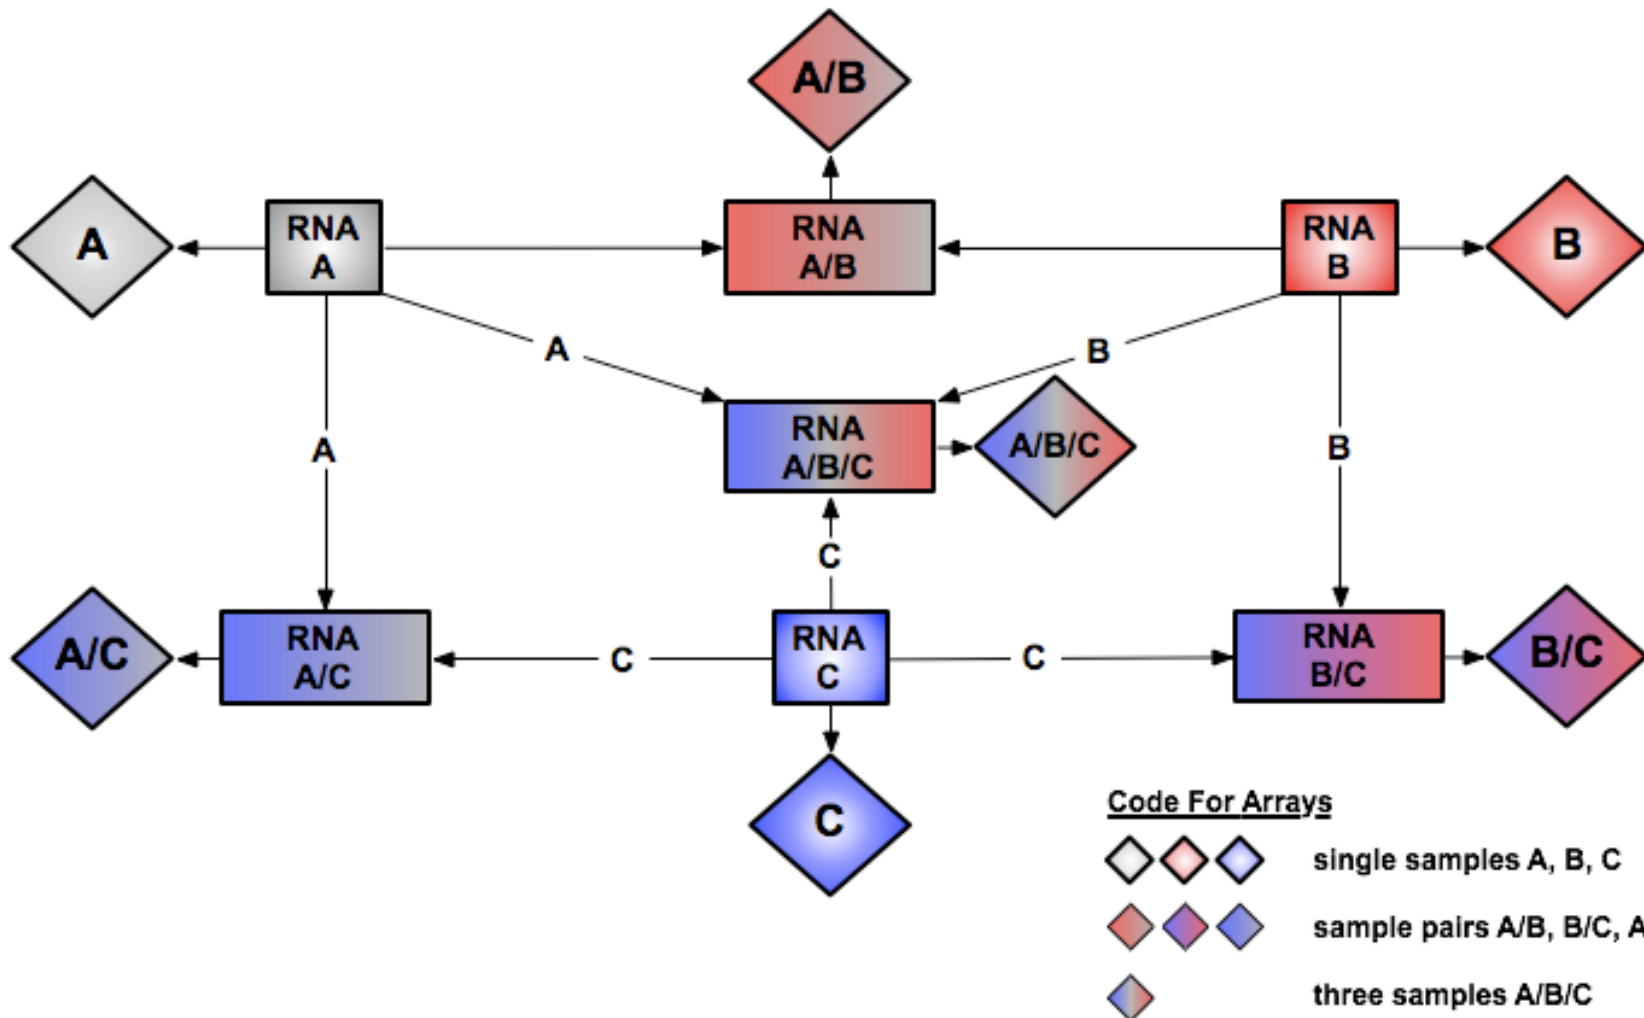 A/B
A
RNA
A
RNA
A/B
RNA
B
B
A
B
RNA
A/B/C
A/B/C
A
B
C
A/C
RNA
A/C
C
RNA
C
C
RNA
B/C
B/C
C
Code For Arrays
single samples A, B, C
sample pairs A/B, B/C, A
three samples A/B/C